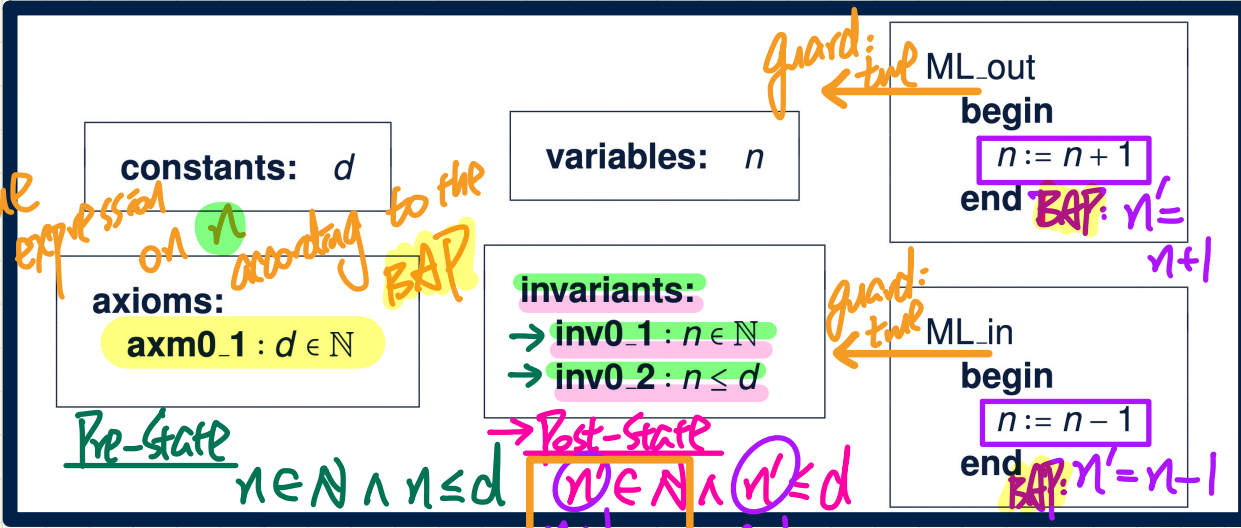 guard:
true
ML_out
begin
n := n + 1
end
BAP: n' =
n+1
constants: d
variables: n
expression
on n according to the
BAP
axioms:
axm0_1 : d ∈ ℕ
invariants:
→ inv0_1 : n ∈ ℕ
→ inv0_2 : n ≤ d
guard:
true
ML_in
begin
n := n − 1
end
BAP: n' = n-1
Pre-State
n ∈ ℕ ∧ n ≤ d
→ Post-State
n' ∈ ℕ ∧ n' ≤ d